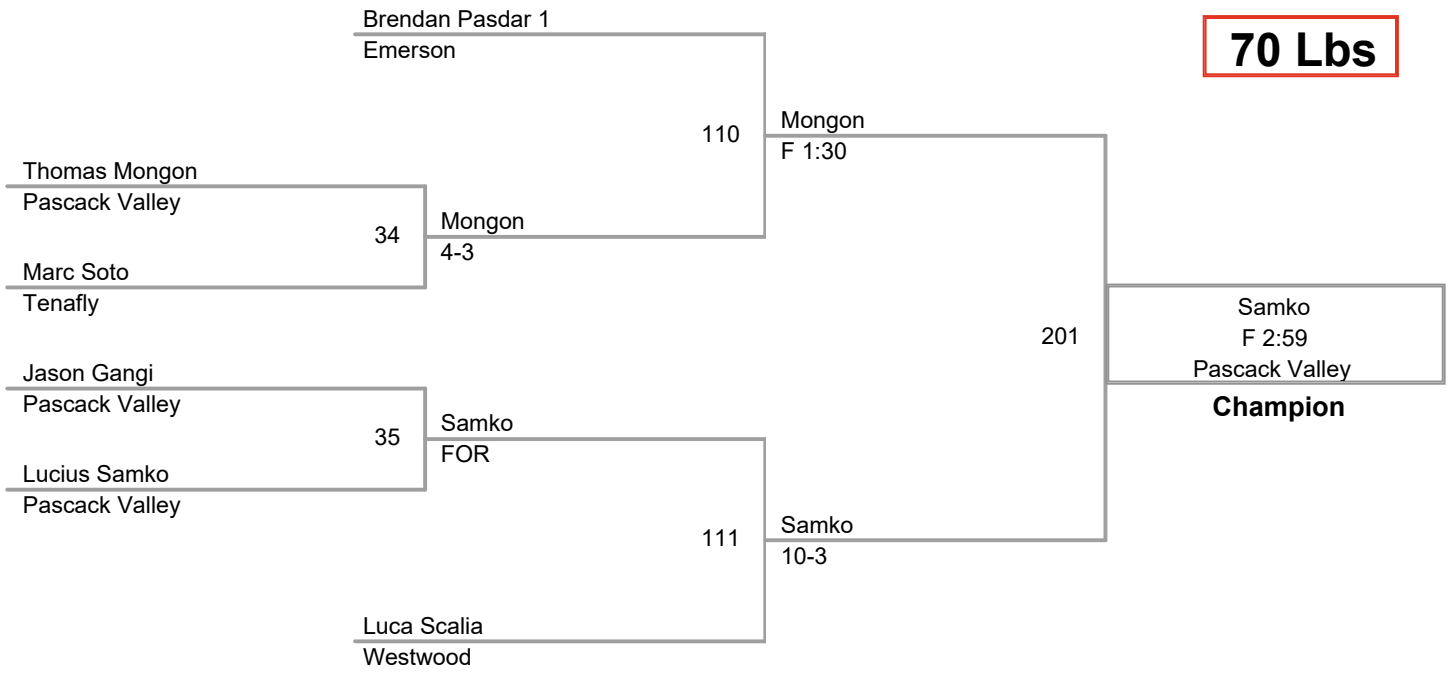 Brendan Pasdar 1
Emerson
70 Lbs
110
Mongon
F 1:30
Thomas Mongon
Pascack Valley
34
Mongon
4-3
Marc Soto
Tenafly
201
Samko
F 2:59
Pascack Valley
Champion
Jason Gangi
Pascack Valley
35
Samko
FOR
Lucius Samko
Pascack Valley
111
Samko
10-3
Luca Scalia
Westwood